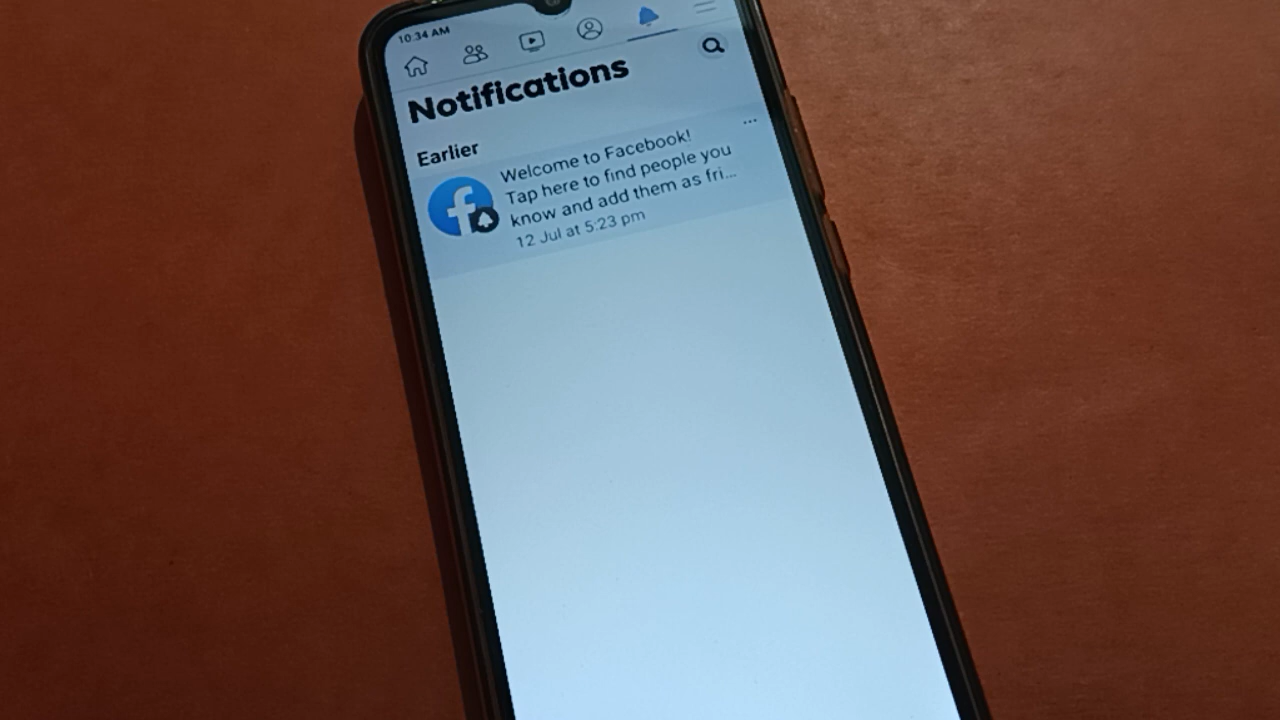 10:34 AM
Notifications
Earlier
Welcome to Facebook!
Tap here to find people you
know and add them as fri...
12 Jul at 5:23 pm